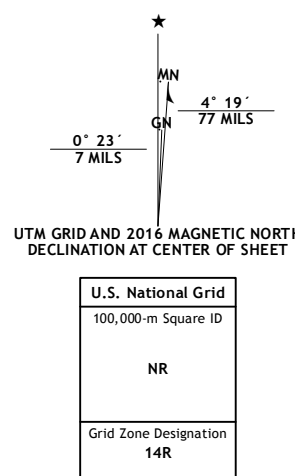 ★
MN
4° 19´
77 MILS
GN
0° 23´
7 MILS
UTM GRID AND 2016 MAGNETIC NORTH
DECLINATION AT CENTER OF SHEET
U.S. National Grid
100,000-m Square ID
NR
Grid Zone Designation
14R